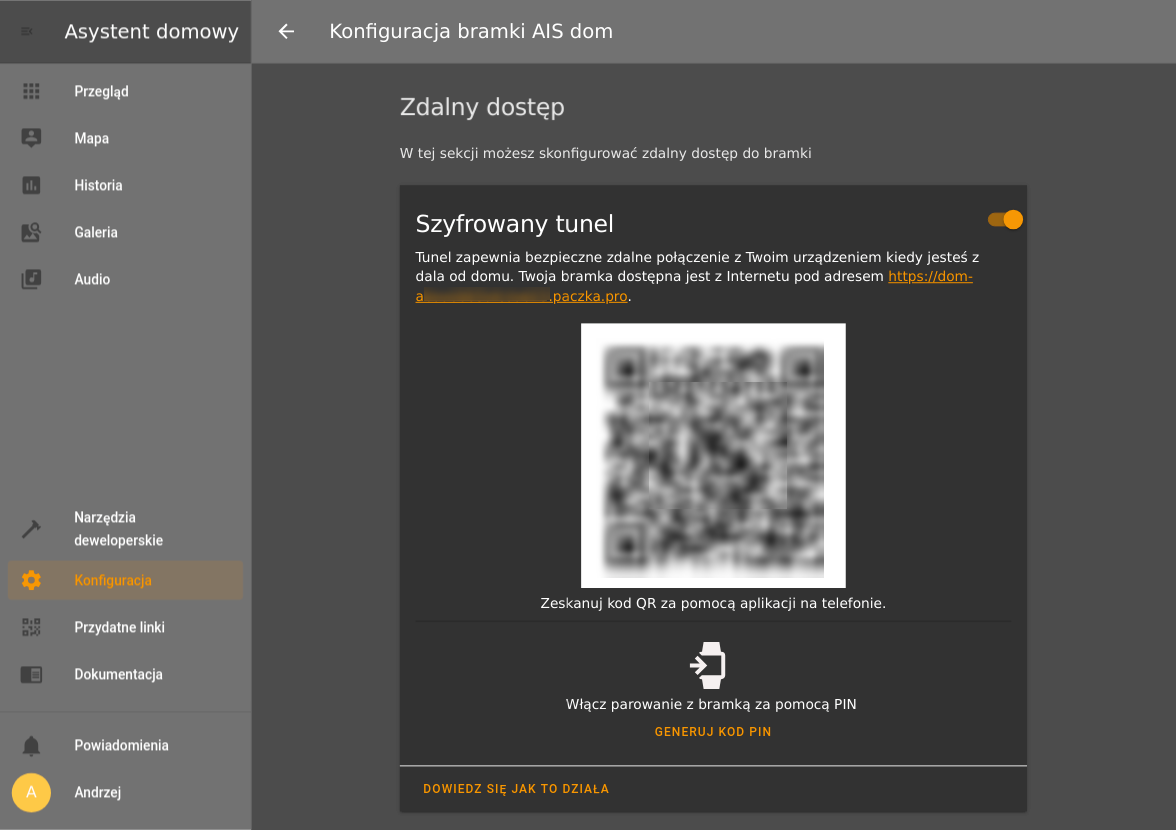 Asystent domowy
Konfiguracja bramki AIS dom
Przegląd
Mapa
Historia
Galeria
Audio
Narzędzia
deweloperskie
Konfiguracja
Przydatne linki
Dokumentacja
Powiadomienia
A
Andrzej
Zdalny dostęp
W tej sekcji możesz skonfigurować zdalny dostęp do bramki
Szyfrowany tunel
Tunel zapewnia bezpieczne zdalne połączenie z Twoim urządzeniem kiedy jesteś z
dala od domu. Twoja bramka dostępna jest z Internetu pod adresem https://dom-
.paczka.pro.
Zeskanuj kod QR za pomocą aplikacji na telefonie.
Włącz parowanie z bramką za pomocą PIN
GENERUJ KOD PIN
DOWIEDZ SIĘ JAK TO DZIAŁA